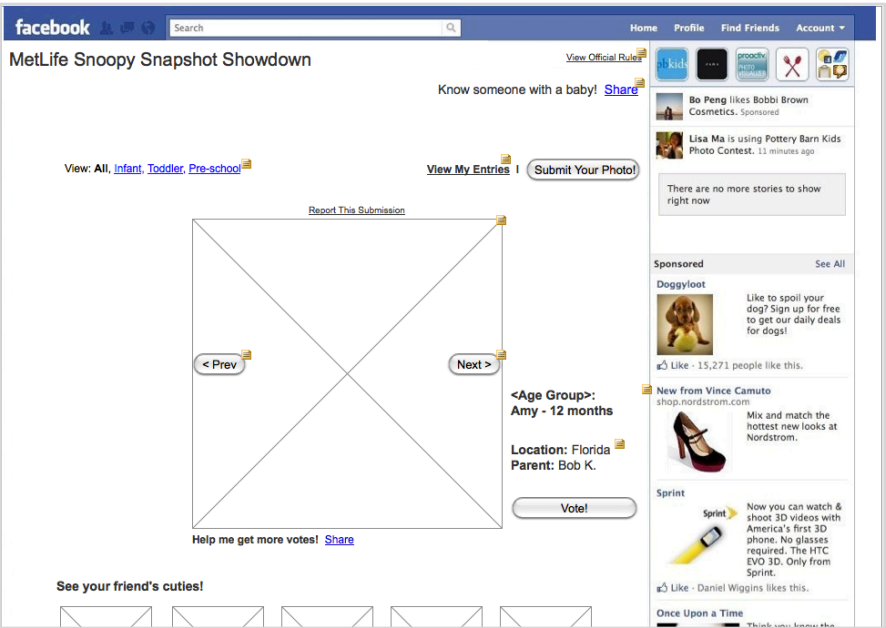 facebook
Search
Home Profile Find Friends Account
MetLife Snoopy Snapshot Showdown
View Official Rules
Know someone with a baby! Share
View: All, Infant, Toddler, Pre-school
View My Entries I Submit Your Photo!
Report This Submission
< Prev
Next >
<Age Group>:
Amy - 12 months
Location: Florida
Parent: Bob K.
Vote!
Help me get more votes! Share
See your friend's cuties!
kids
proactiv
Bo Peng likes Bobbi Brown
Cosmetics. Sponsored
Lisa Ma is using Pottery Barn Kids
Photo Contest. 11 minutes ago
There are no more stories to show
right now
Sponsored See All
Doggyloot
Like to spoil your
dog? Sign up for free
to get our daily deals
for dogs!
Like · 15,271 people like this.
New from Vince Camuto
shop.nordstrom.com
Mix and match the
hottest new looks at
Nordstrom.
Sprint
Sprint
Now you can watch &
shoot 3D videos with
America's first 3D
phone. No glasses
required. The HTC
EVO 3D. Only from
Sprint.
Like · Daniel Wiggins likes this.
Once Upon a Time
Think you know the